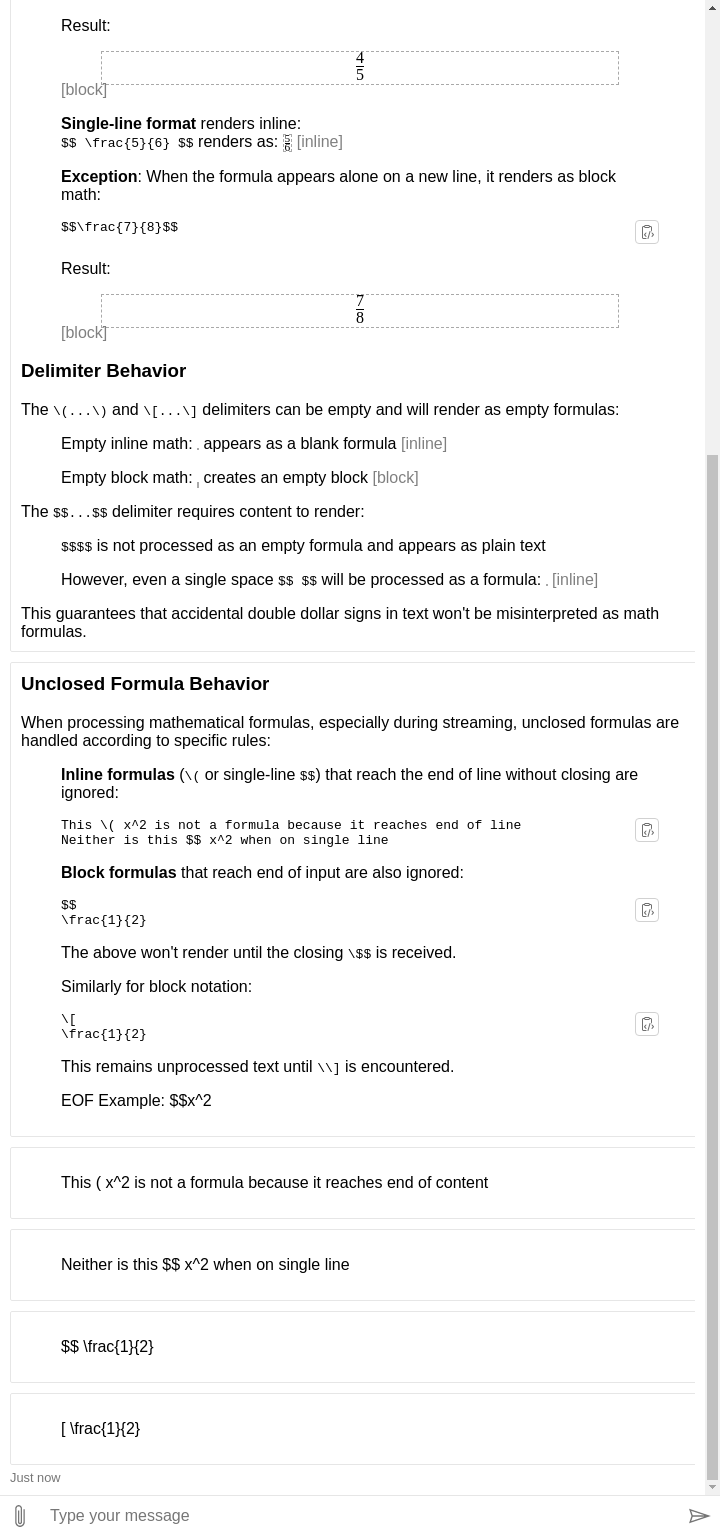 Result:
4
5
[block]
Single-line format renders inline:
$$ \frac{5}{6} $$ renders as: 5/6 [inline]
Exception: When the formula appears alone on a new line, it renders as block
math:
$$\frac{7}{8}$$
Result:
7
8
[block]
Delimiter Behavior
The \(...\) and \[...\] delimiters can be empty and will render as empty formulas:
Empty inline math: appears as a blank formula [inline]
Empty block math: creates an empty block [block]
The $$...$$ delimiter requires content to render:
$$$$ is not processed as an empty formula and appears as plain text
However, even a single space $$ $$ will be processed as a formula: [inline]
This guarantees that accidental double dollar signs in text won't be misinterpreted as math
formulas.
Unclosed Formula Behavior
When processing mathematical formulas, especially during streaming, unclosed formulas are
handled according to specific rules:
Inline formulas (\( or single-line $$) that reach the end of line without closing are
ignored:
This \( x^2 is not a formula because it reaches end of line
Neither is this $$ x^2 when on single line
Block formulas that reach end of input are also ignored:
$$
\frac{1}{2}
The above won't render until the closing \$$ is received.
Similarly for block notation:
\[
\frac{1}{2}
This remains unprocessed text until \\] is encountered.
EOF Example: $$x^2
This ( x^2 is not a formula because it reaches end of content
Neither is this $$ x^2 when on single line
$$ \frac{1}{2}
[ \frac{1}{2}
Just now
Type your message